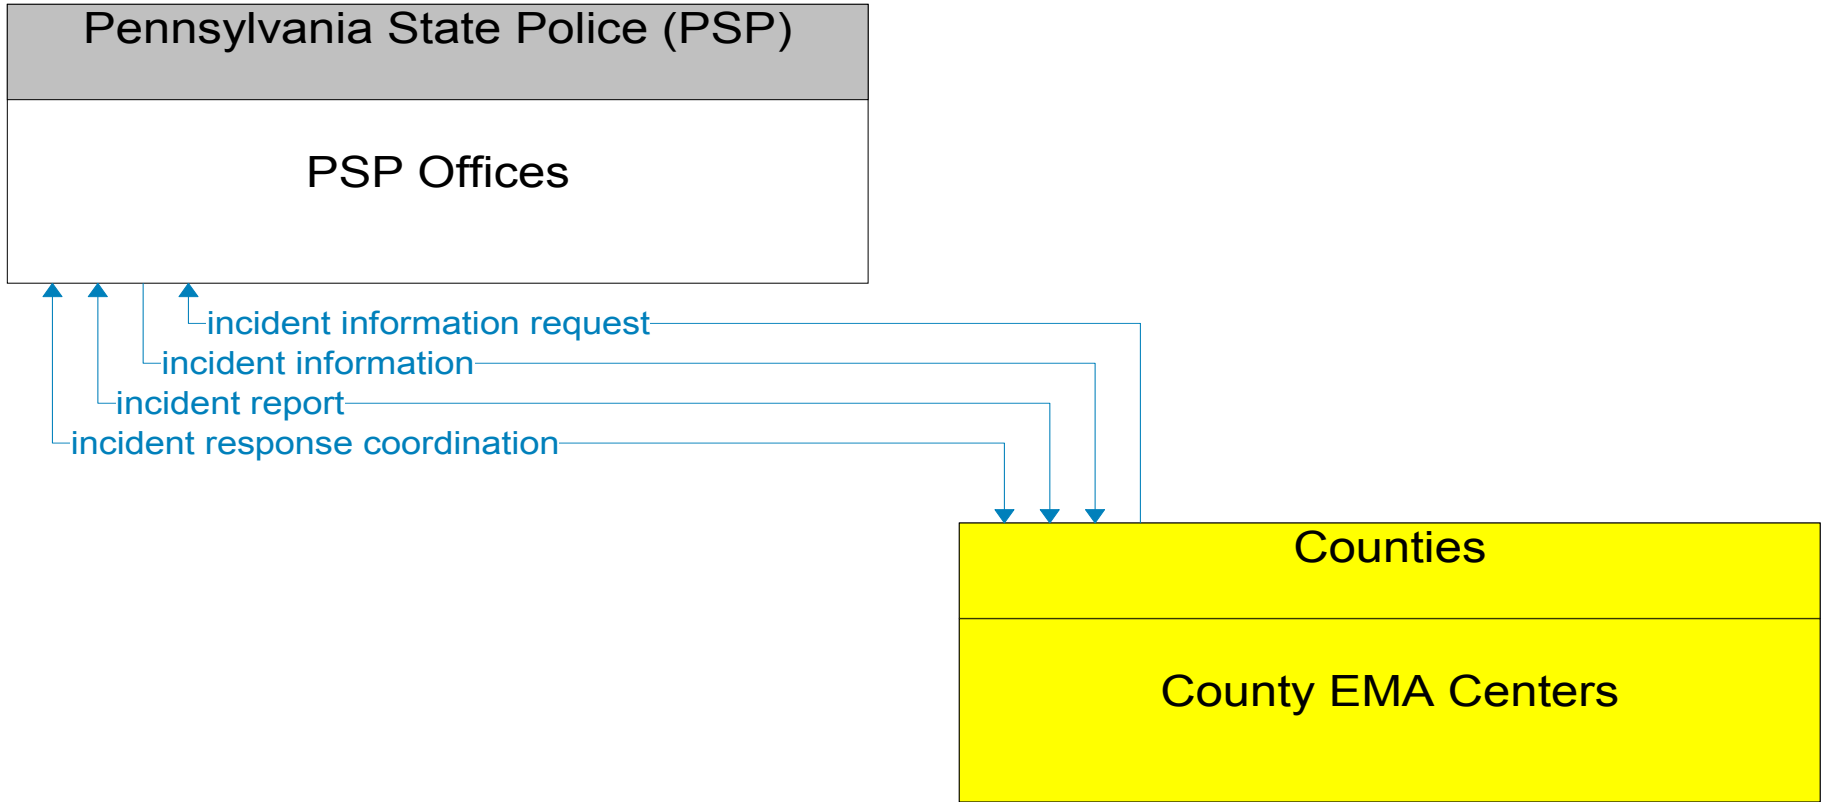 Pennsylvania State Police (PSP)
PSP Offices
incident information request
incident information
incident report
incident response coordination
Counties
County EMA Centers